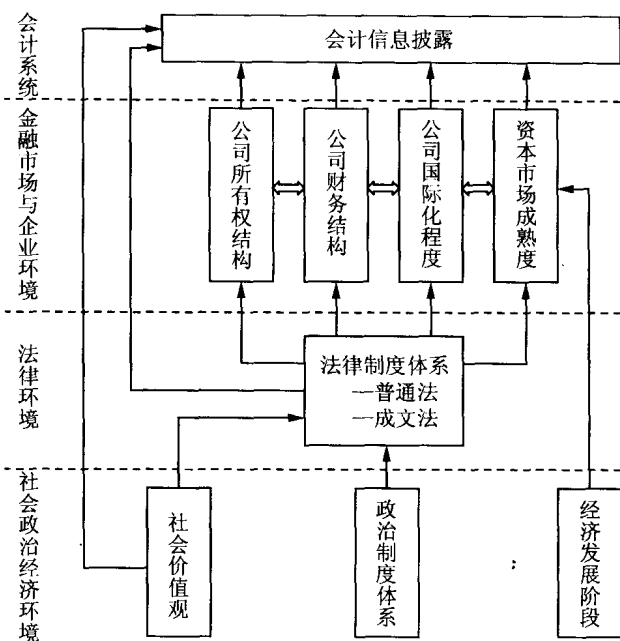 会计系统
会计信息披露
金融市场与企业环境
公司所有权结构
公司财务结构
公司国际化程度
资本市场成熟度
法律环境
法律制度体系
—普通法
—成文法
社会政治经济环境
社会价值观
政治制度体系
经济发展阶段